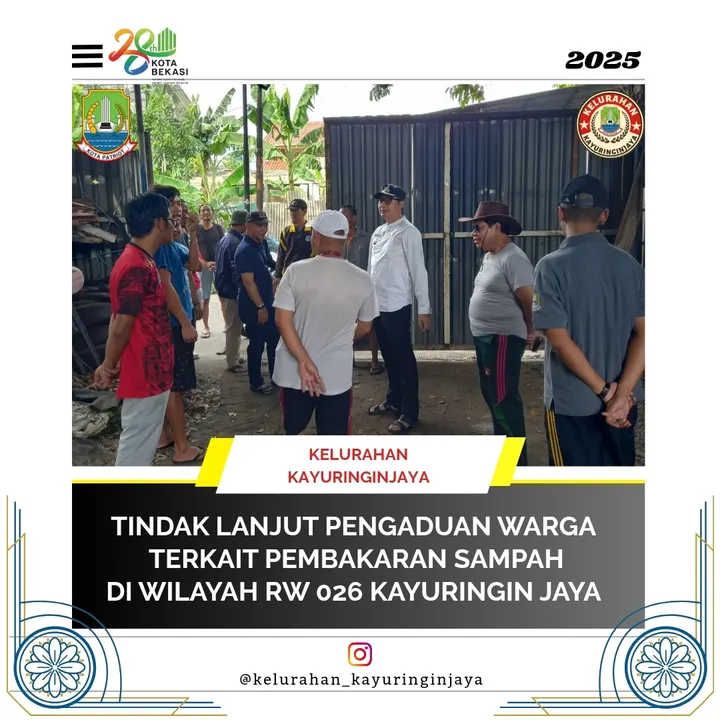 28th
KOTA
BEKASI
2025
KOTA PATRIOT
KELURAHAN
KAYURINGINJAYA
KELURAHAN
KAYURINGINJAYA
TINDAK LANJUT PENGADUAN WARGA
TERKAIT PEMBAKARAN SAMPAH
DI WILAYAH RW 026 KAYURINGIN JAYA
@kelurahan_kayuringinjaya